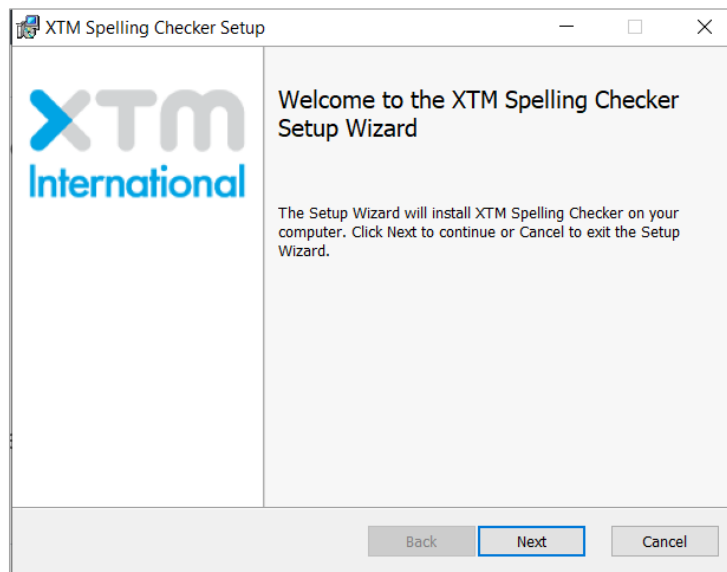 XTM Spelling Checker Setup
XTM
International
Welcome to the XTM Spelling Checker
Setup Wizard
The Setup Wizard will install XTM Spelling Checker on your
computer. Click Next to continue or Cancel to exit the Setup
Wizard.
Back
Next
Cancel